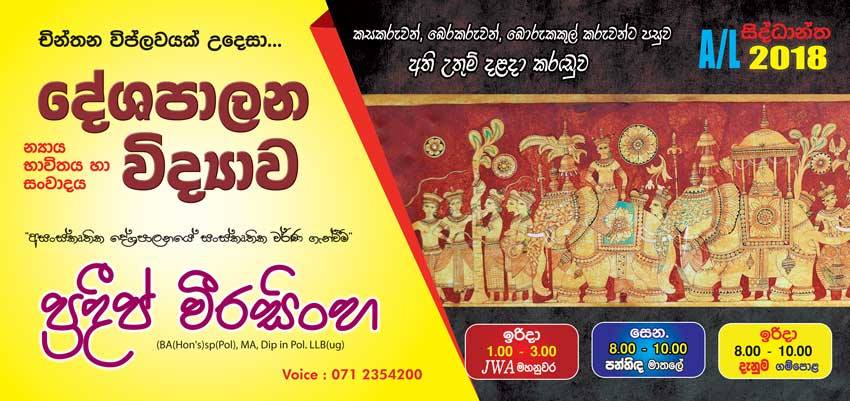 චින්තන විප්ලවයක් උදෙසා...
දේශපාලන
න්‍යාය
භාවිතය හා
සංවාදය
විද්‍යාව
"අසංස්කෘතික දේශපාලනයේ සංස්කෘතික වර්ණ ගැන්වීම්"
ප්‍රදීප් වීරසිංහ
(BA(Hon's)sp(Pol), MA, Dip in Pol. LLB(ug)
Voice : 071 2354200
කසකරුවන්, බෙරකරුවන්, බොරුකකුල් කරුවන්ට පසුව
අති උතුම් දළදා කරඬුව
A/L සිද්ධාන්ත
2018
ඉරිදා
1.00 - 3.00
JWA මහනුවර
සෙන.
8.00 - 10.00
පන්හිඳ මාතලේ
ඉරිදා
8.00 - 10.00
දැනුම ගම්පොළ